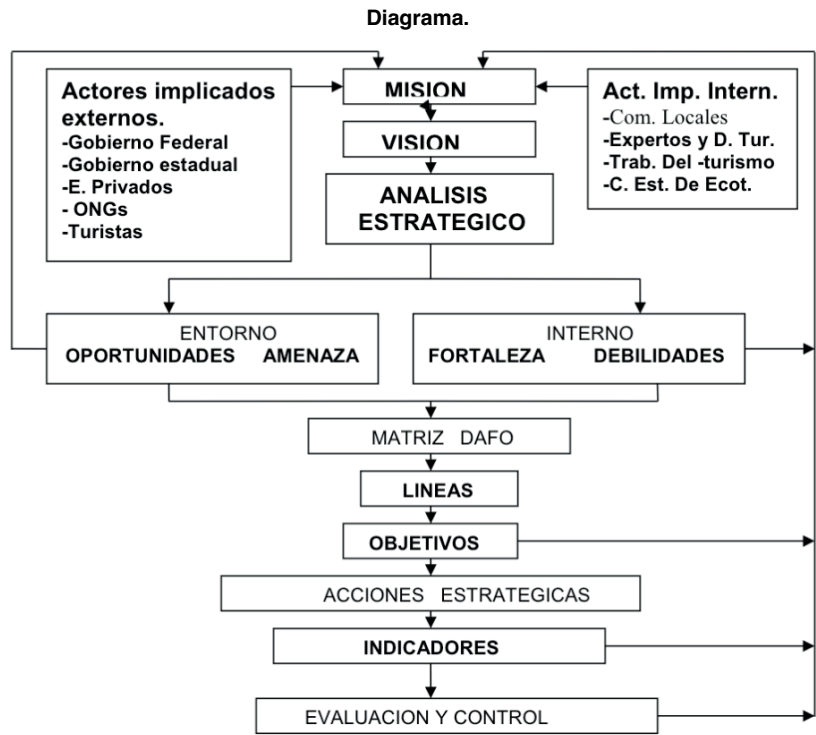 Diagrama.
Actores implicados
externos.
-Gobierno Federal
-Gobierno estadual
-E. Privados
- ONGs
-Turistas
MISION
VISION
ANALISIS
ESTRATEGICO
Act. Imp. Intern.
-Com. Locales
-Expertos y D. Tur.
-Trab. Del -turismo
-C. Est. De Ecot.
ENTORNO
OPORTUNIDADES AMENAZA
INTERNO
FORTALEZA DEBILIDADES
MATRIZ DAFO
LINEAS
OBJETIVOS
ACCIONES ESTRATEGICAS
INDICADORES
EVALUACION Y CONTROL